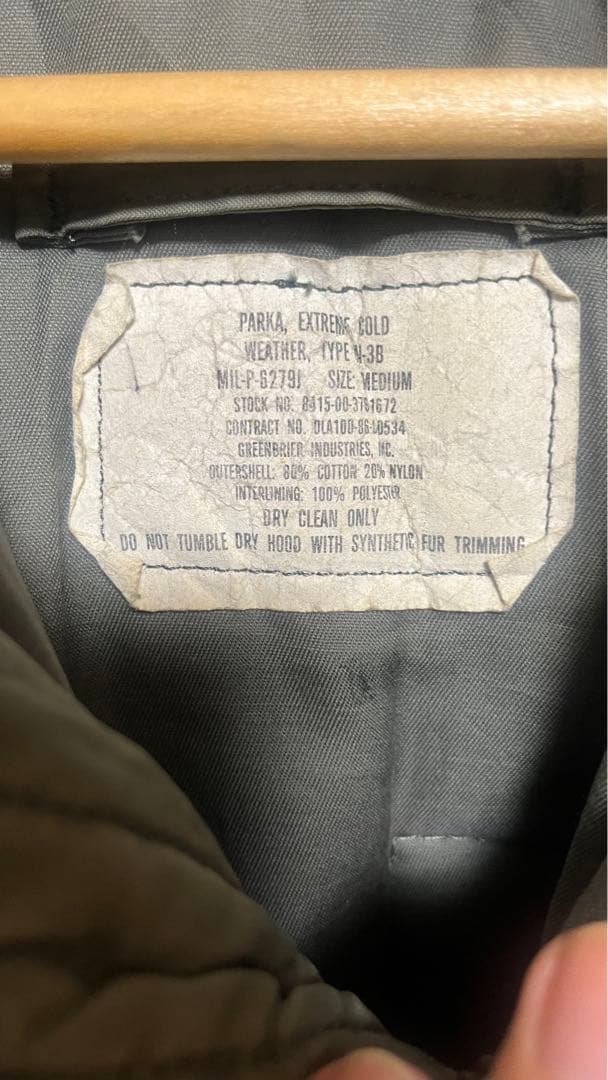 PARKA, EXTREME COLD
WEATHER, TYPE N-3B
MIL-P-6279J SIZE: MEDIUM
STOCK NO. 8415-00-3761672
CONTRACT NO. DLA100-86-
GREENBRIER INDUSTRIES, INC.
OUTERSHELL: 80% COTTON 20% NYLON
INTERLINING: 100% POLYESTER
DRY CLEAN ONLY
DO NOT TUMBLE DRY HOOD WITH SYNTHETIC FUR TRIMMING